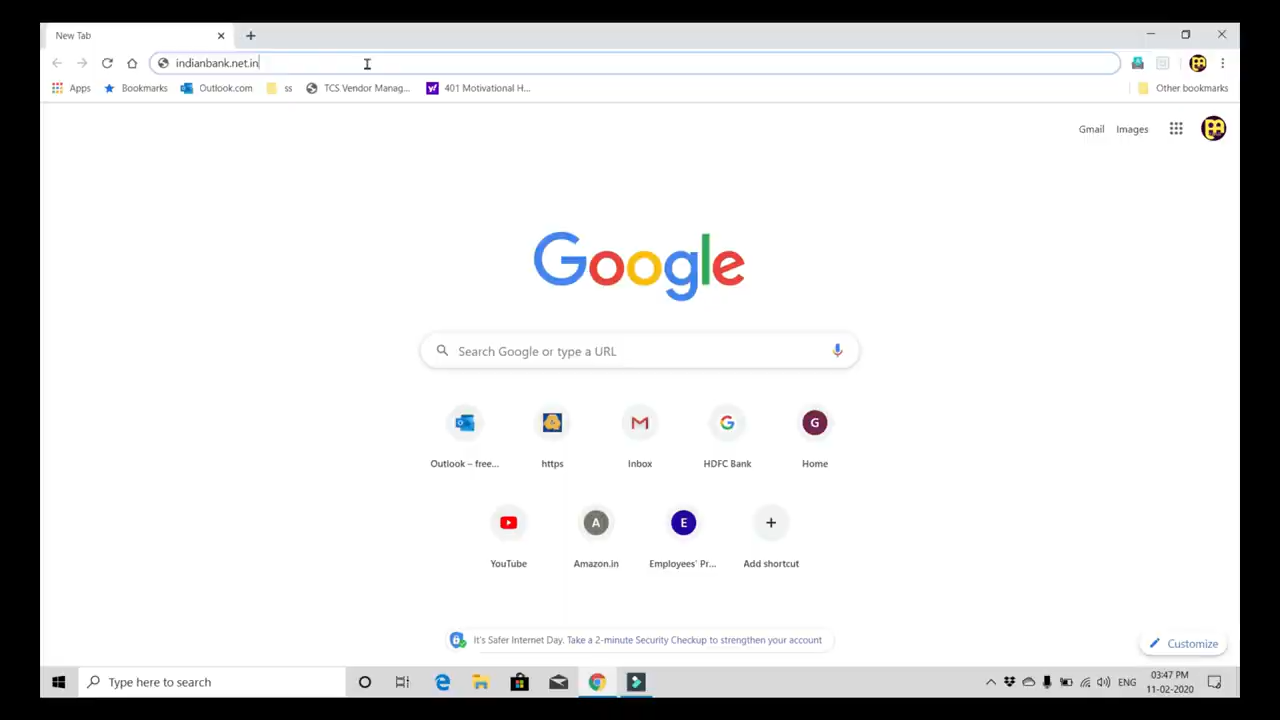 New Tab
indianbank.net.in
Apps Bookmarks Outlook.com ss TCS Vendor Manag... 401 Motivational H... Other bookmarks
Gmail Images
Google
Search Google or type a URL
Outlook – free... https Inbox HDFC Bank G Home
YouTube A Amazon.in E Employees' Pr... Add shortcut
It's Safer Internet Day. Take a 2-minute Security Checkup to strengthen your account
Customize
Type here to search
ENG
03:47 PM
11-02-2020